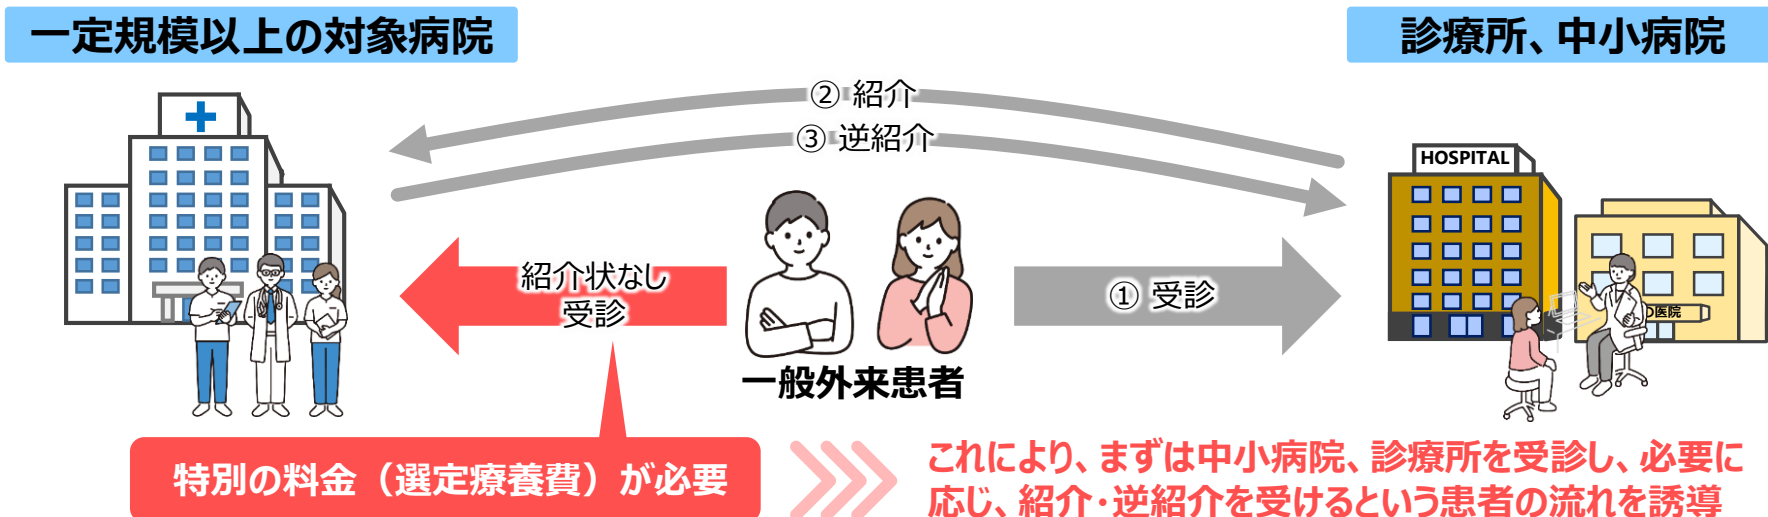 一定規模以上の対象病院
診療所、中小病院
② 紹介
③ 逆紹介
HOSPITAL
紹介状なし
受診
① 受診
医院
一般外来患者
特別の料金（選定療養費）が必要
これにより、まずは中小病院、診療所を受診し、必要に
応じ、紹介・逆紹介を受けるという患者の流れを誘導